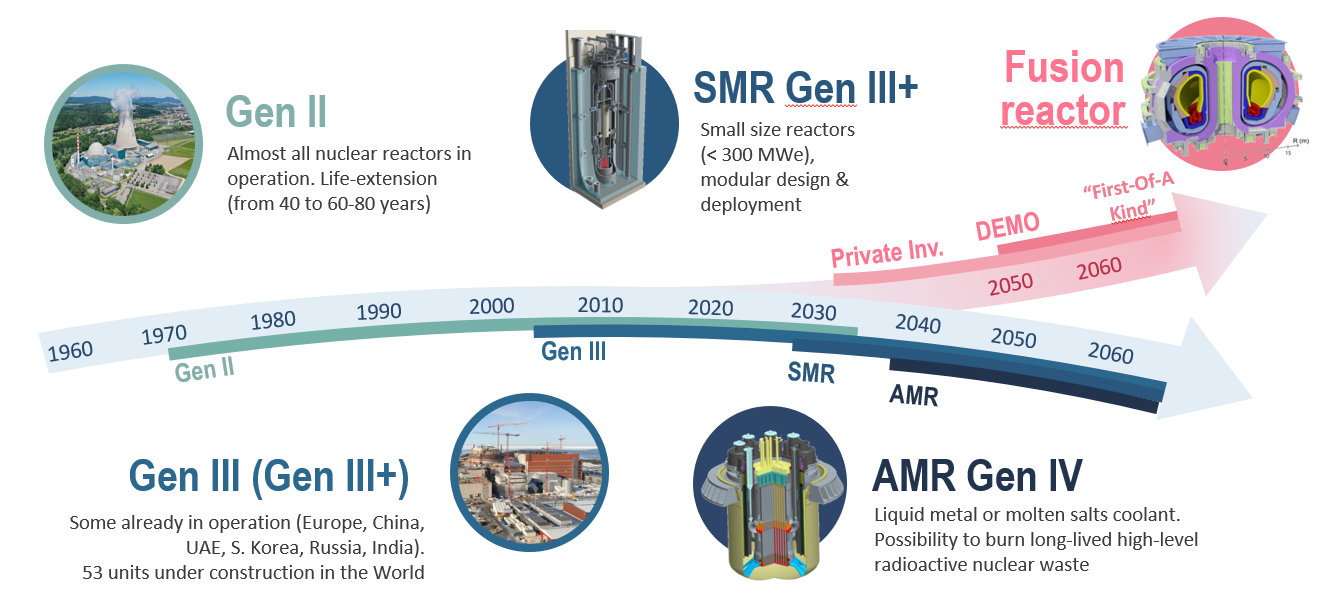 Gen II
Almost all nuclear reactors in
operation. Life-extension
(from 40 to 60-80 years)
SMR Gen III+
Small size reactors
(< 300 MWe),
modular design &
deployment
Fusion
reactor
R (m)
0
5
10
15
"First-Of-A
Kind"
DEMO
Private Inv.
2050
2060
1960
1970
1980
1990
2000
2010
2020
2030
2040
2050
2060
Gen II
Gen III
SMR
AMR
Gen III (Gen III+)
Some already in operation (Europe, China,
UAE, S. Korea, Russia, India).
53 units under construction in the World
AMR Gen IV
Liquid metal or molten salts coolant.
Possibility to burn long-lived high-level
radioactive nuclear waste